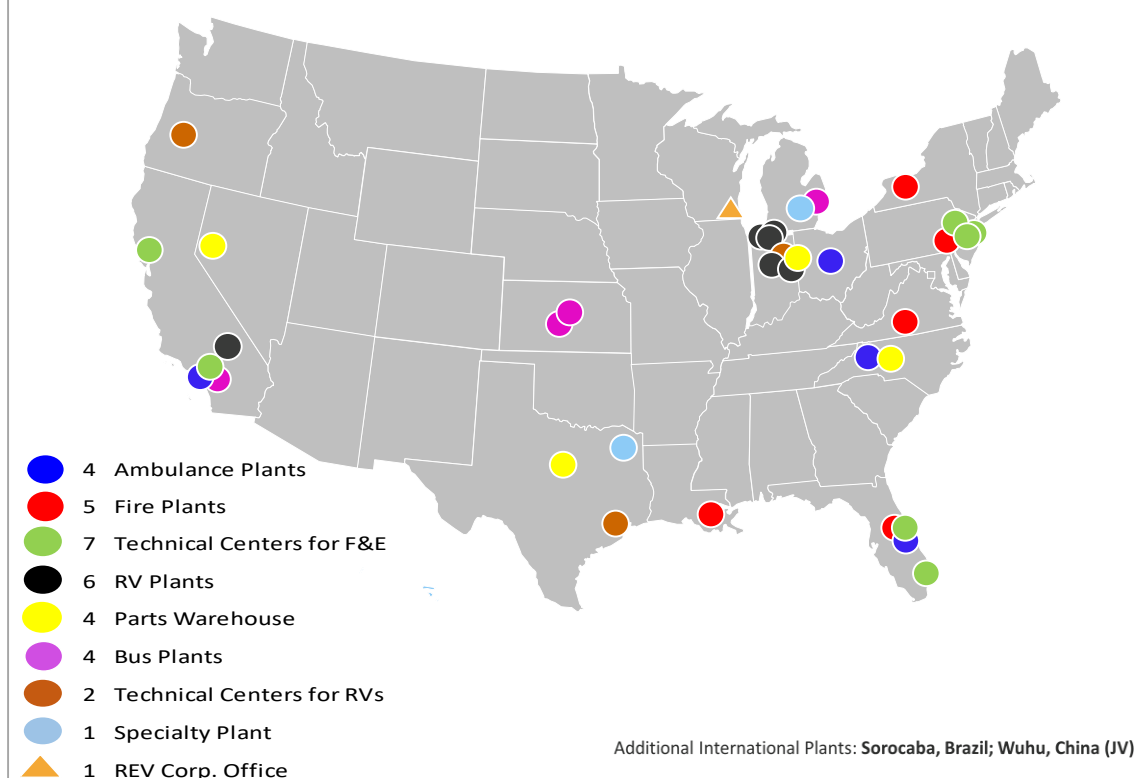 4 Ambulance Plants
5 Fire Plants
7 Technical Centers for F&E
6 RV Plants
4 Parts Warehouse
4 Bus Plants
2 Technical Centers for RVs
1 Specialty Plant
1 REV Corp. Office
Additional International Plants: Sorocaba, Brazil; Wuhu, China (JV)